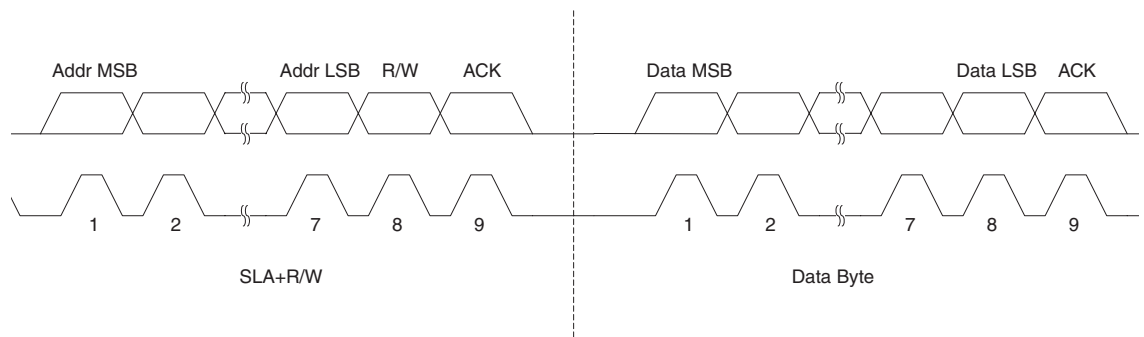 Addr MSB Addr LSB R/W ACK Data MSB Data LSB ACK
1 2 7 8 9 1 2 7 8 9
SLA+R/W Data Byte